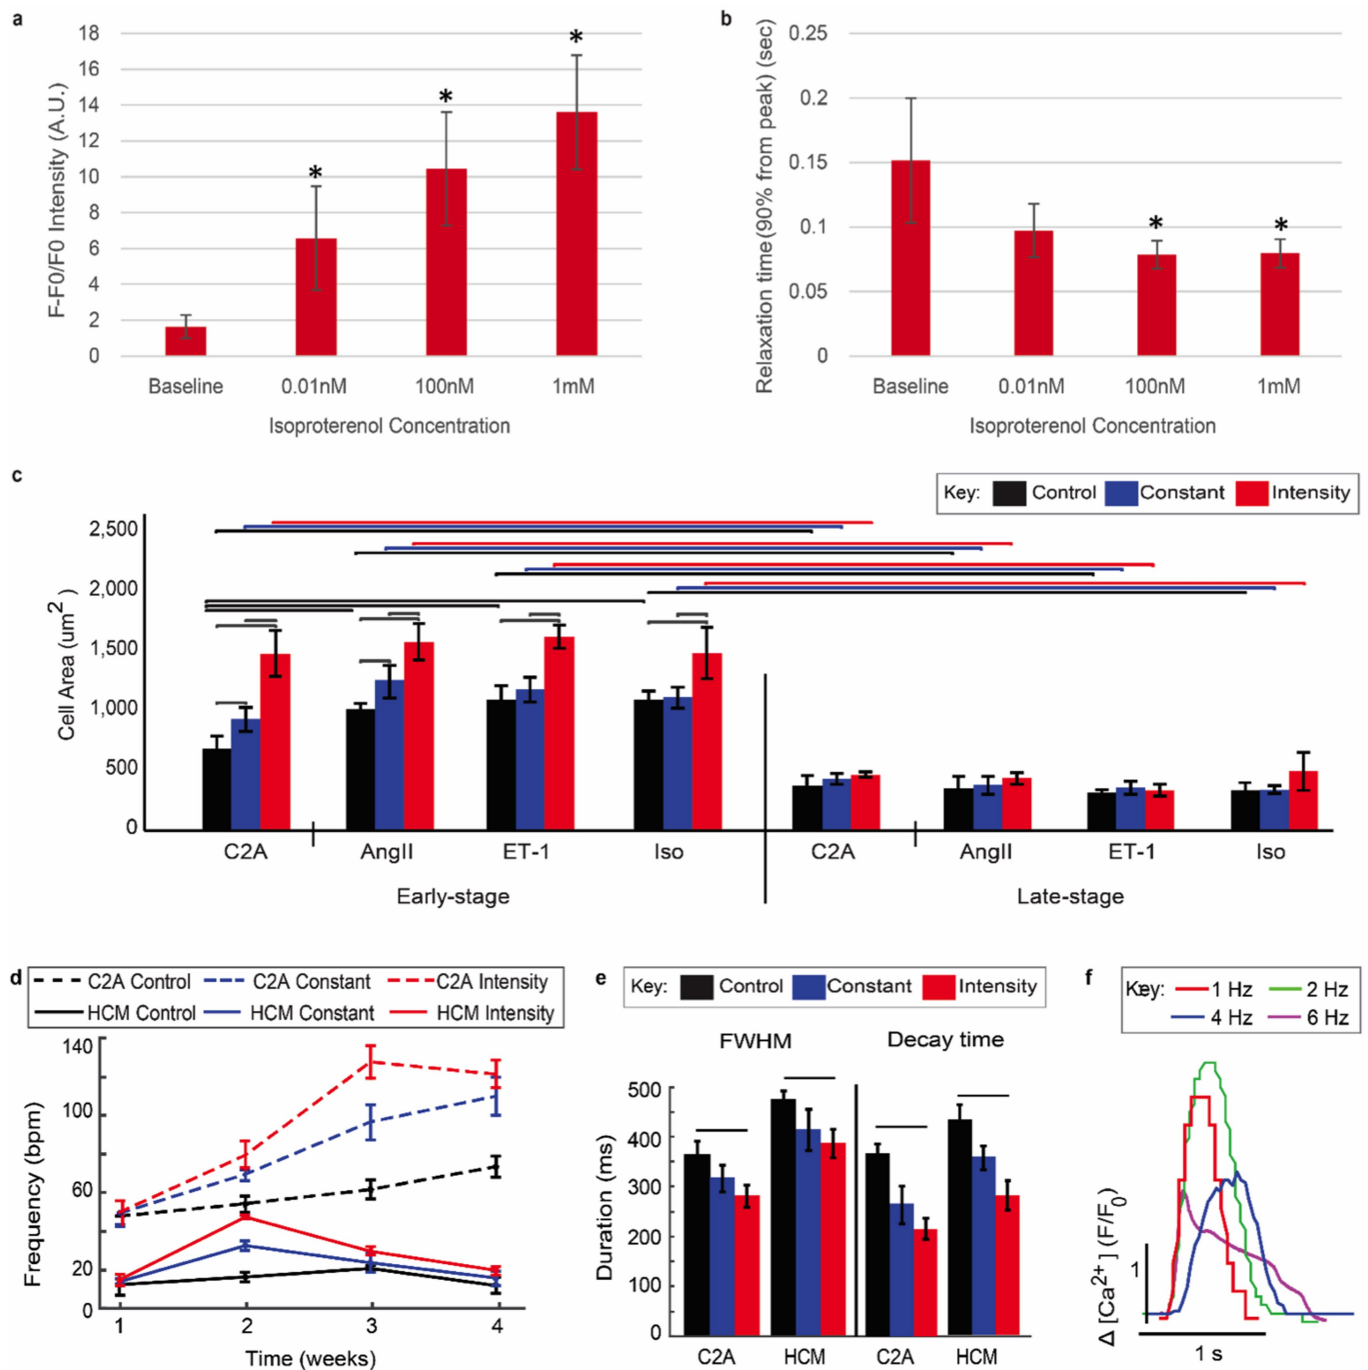 a
F-F0/F0 Intensity (A.U.)
18
16
14
12
10
8
6
4
2
0
*
*
*
Baseline 0.01nM 100nM 1mM
Isoproterenol Concentration
b
Relaxation time(90% from peak) (sec)
0.25
0.2
0.15
0.1
0.05
0
*
*
Baseline 0.01nM 100nM 1mM
Isoproterenol Concentration
c
Key: Control Constant Intensity
Cell Area (um²)
2,500
2,000
1,500
1,000
500
0
C2A AngII ET-1 Iso C2A AngII ET-1 Iso
Early-stage Late-stage
d
C2A Control C2A Constant C2A Intensity
HCM Control HCM Constant HCM Intensity
Frequency (bpm)
140
100
60
20
0
1 2 3 4
Time (weeks)
e
Key: Control Constant Intensity
FWHM Decay time
Duration (ms)
500
400
300
200
100
0
C2A HCM C2A HCM
f
Key: 1 Hz 2 Hz
4 Hz 6 Hz
Δ [Ca²⁺] (F/F₀)
1
1 s